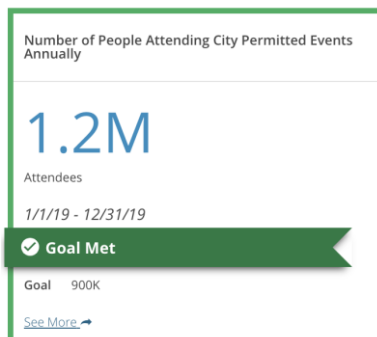 Number of People Attending City Permitted Events
Annually
1.2M
Attendees
1/1/19 - 12/31/19
Goal Met
Goal 900K
See More